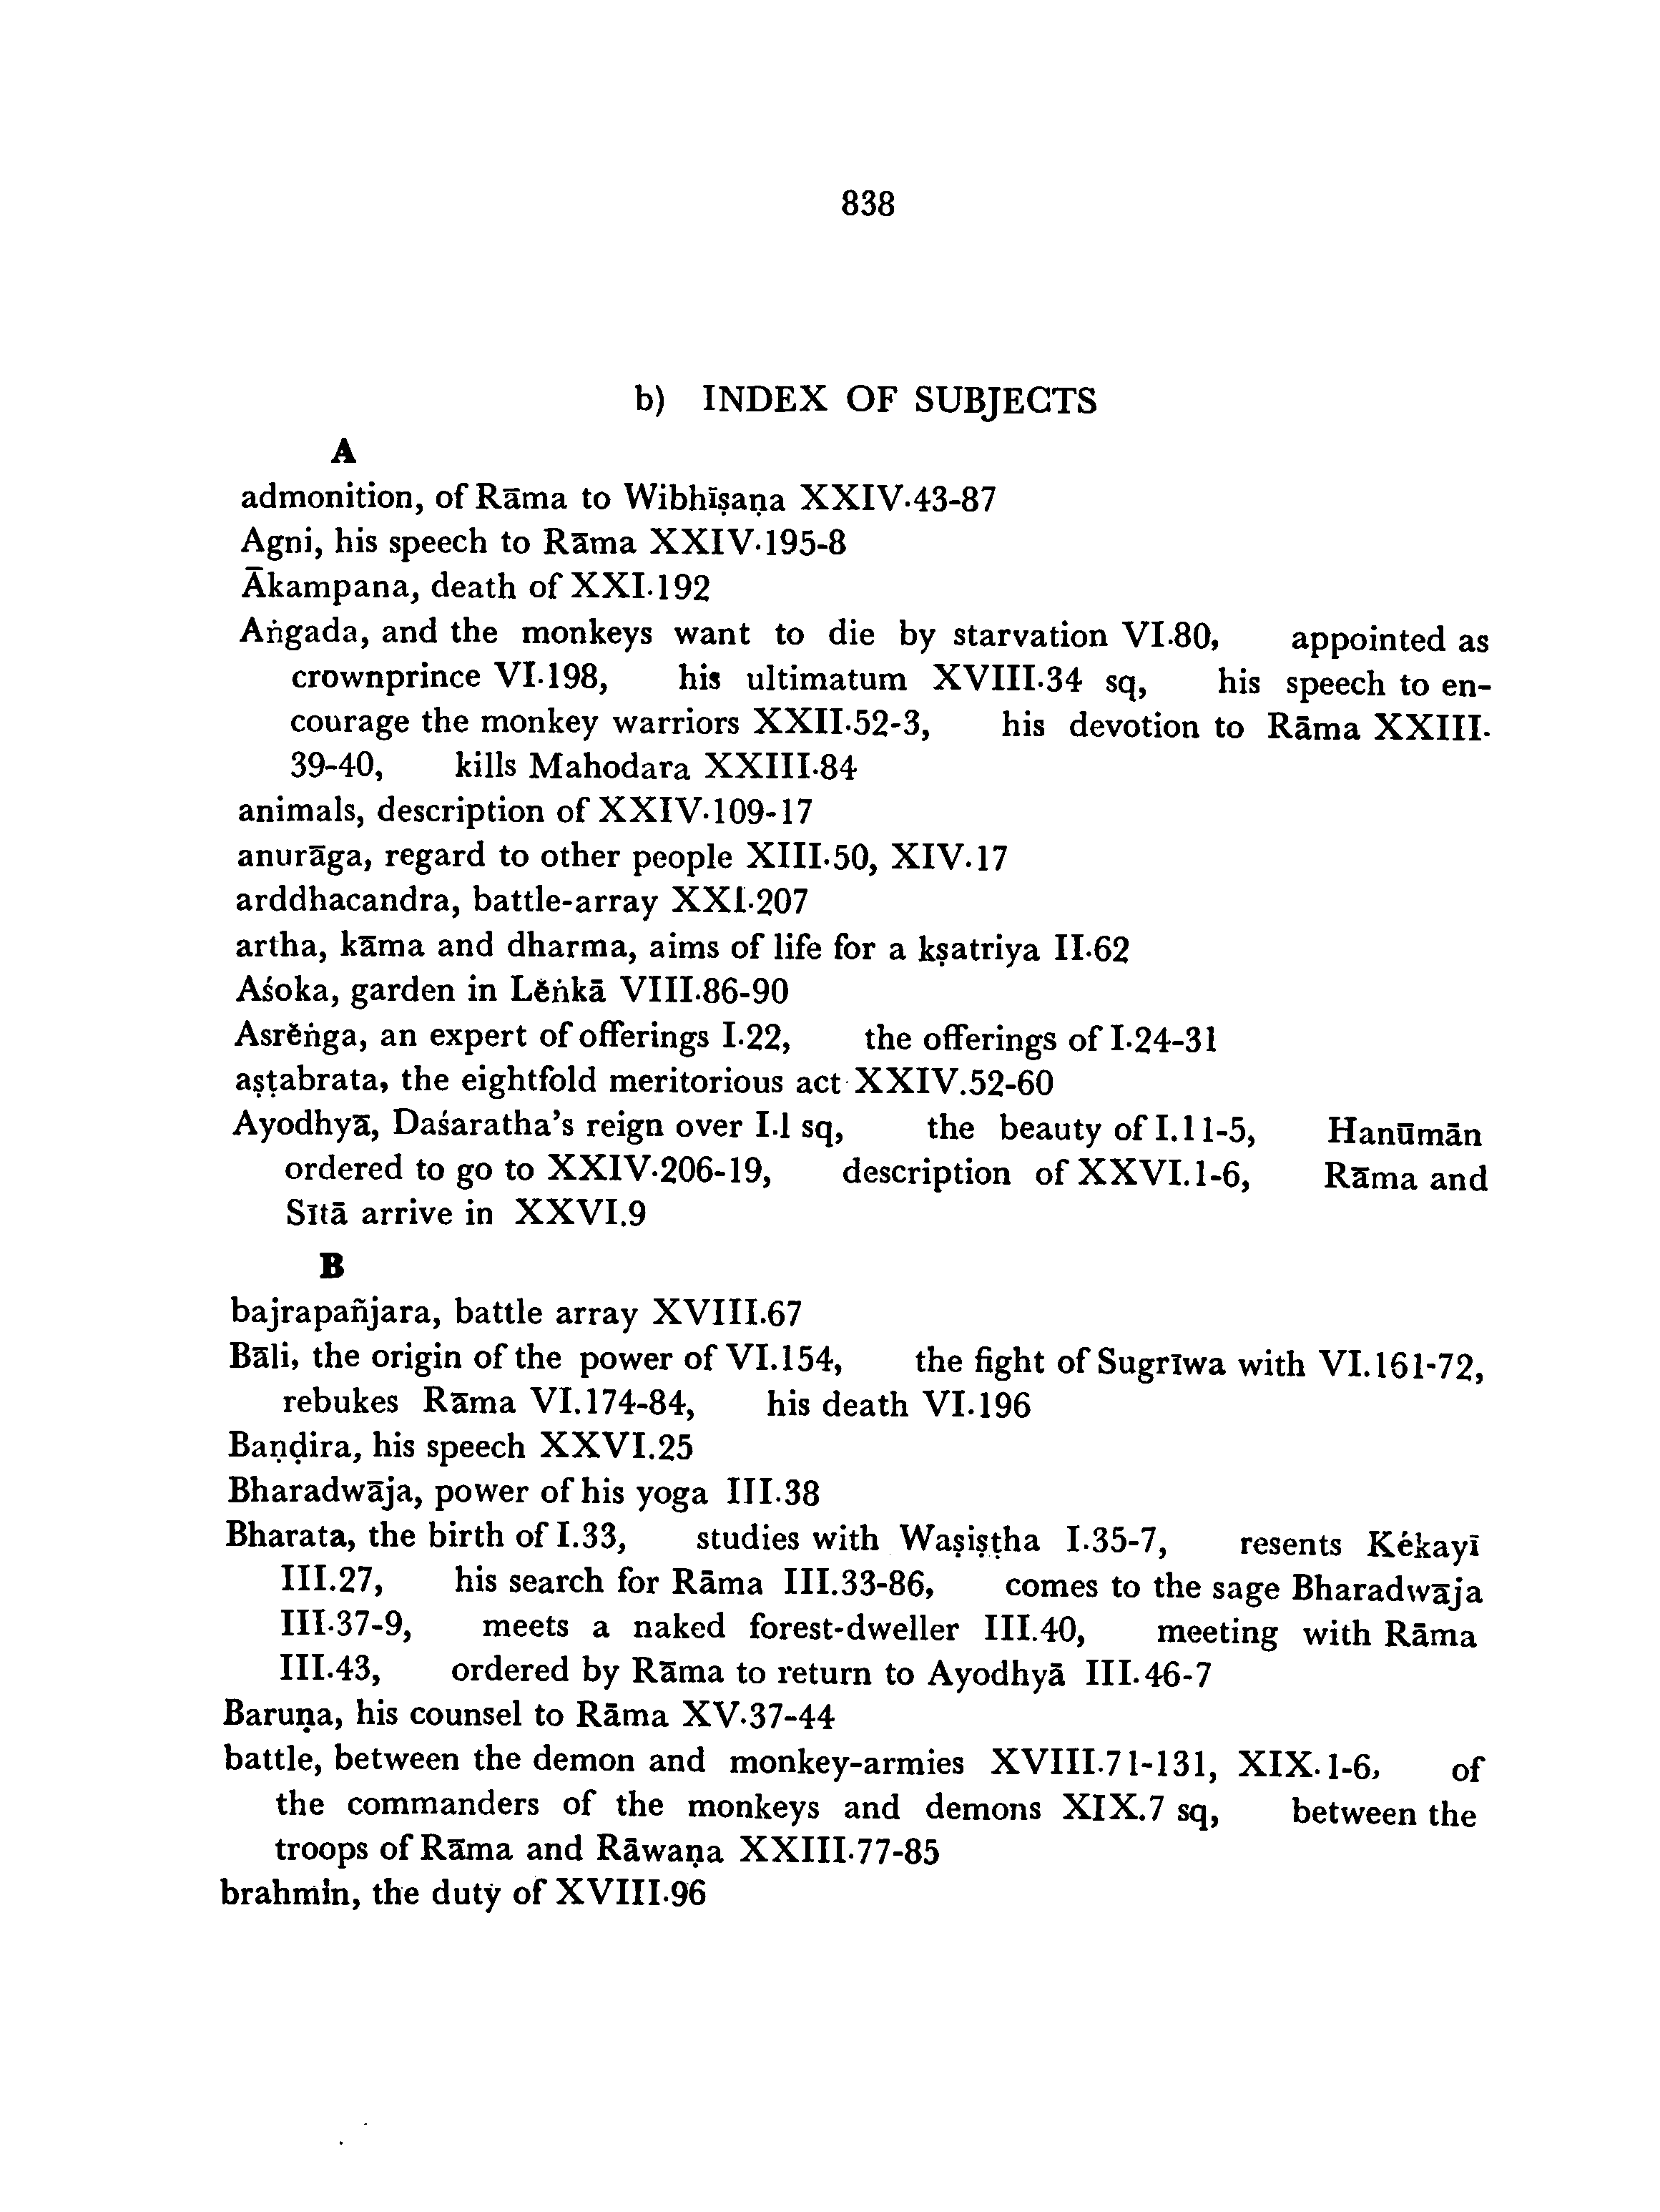 838
b) INDEX OF SUBJECTS
A
admonition, of Rāma to Wibhīṣaṇa XXIV.43-87
Agni, his speech to Rāma XXIV.195-8
Ākampana, death of XXI.192
Aṅgada, and the monkeys want to die by starvation VI.80, appointed as
crownprince VI.198, his ultimatum XVIII.34 sq, his speech to en-
courage the monkey warriors XXII.52-3, his devotion to Rāma XXIII.
39-40, kills Mahodara XXIII.84
animals, description of XXIV.109-17
anurāga, regard to other people XIII.50, XIV.17
arddhacandra, battle-array XXI.207
artha, kāma and dharma, aims of life for a kṣatriya II.62
Aśoka, garden in Lĕṅkā VIII.86-90
Asrĕṅga, an expert of offerings I.22, the offerings of I.24-31
aṣṭabrata, the eightfold meritorious act XXIV.52-60
Ayodhyā, Daśaratha's reign over I.1 sq, the beauty of I.11-5, Hanūmān
ordered to go to XXIV.206-19, description of XXVI.1-6, Rāma and
Sītā arrive in XXVI.9
B
bajrapañjara, battle array XVIII.67
Bāli, the origin of the power of VI.154, the fight of Sugrīwa with VI.161-72,
rebukes Rāma VI.174-84, his death VI.196
Baṇḍira, his speech XXVI.25
Bharadwāja, power of his yoga III.38
Bharata, the birth of I.33, studies with Waṣiṣṭha I.35-7, resents Kékayī
III.27, his search for Rāma III.33-86, comes to the sage Bharadwāja
III.37-9, meets a naked forest-dweller III.40, meeting with Rāma
III.43, ordered by Rāma to return to Ayodhyā III.46-7
Baruṇa, his counsel to Rāma XV.37-44
battle, between the demon and monkey-armies XVIII.71-131, XIX.1-6, of
the commanders of the monkeys and demons XIX.7 sq, between the
troops of Rāma and Rāwaṇa XXIII.77-85
brahmin, the duty of XVIII.96